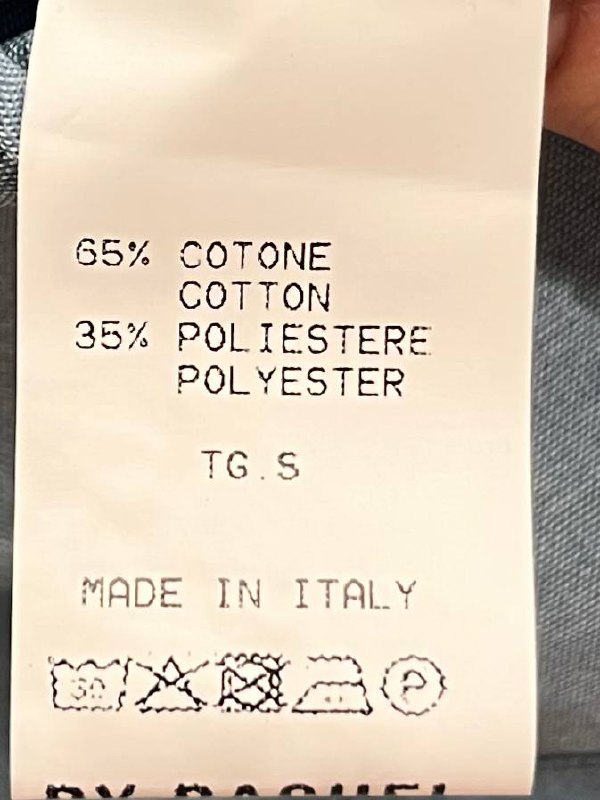 65% COTONE
COTTON
35% POLIESTERE
POLYESTER
TG.S
MADE IN ITALY
30
P